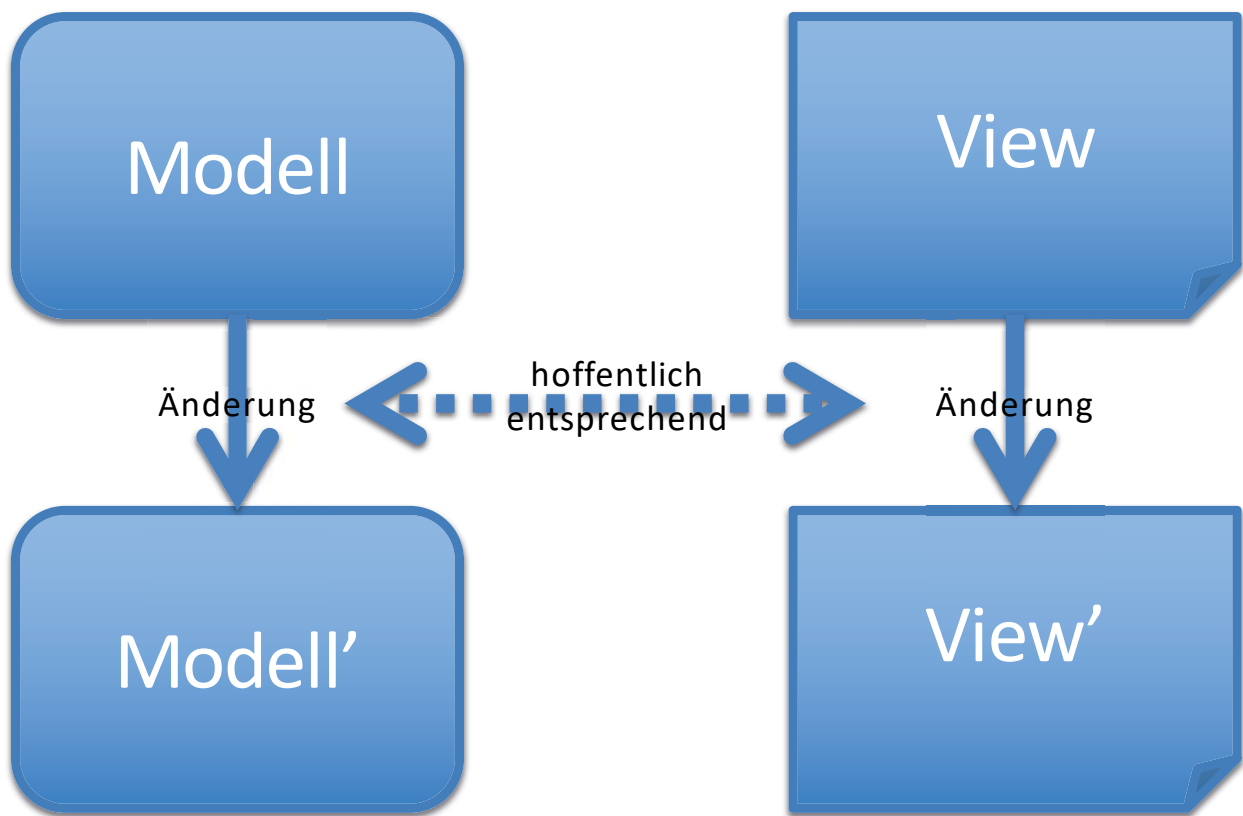 Modell
View
Änderung
hoffentlich
entsprechend
Änderung
Modell’
View’